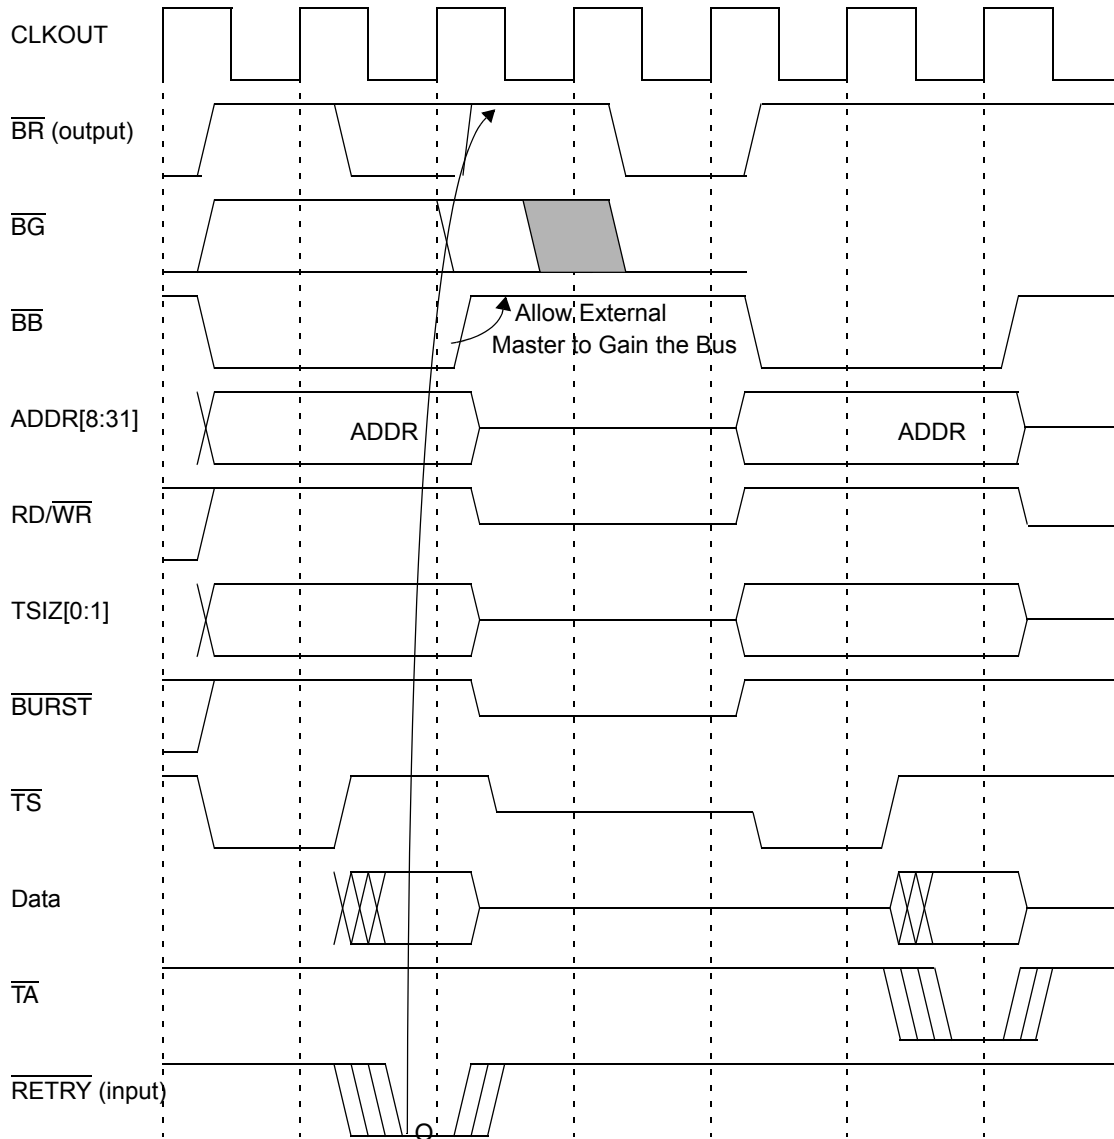 CLKOUT
BR (output)
BG
BB
Allow External
Master to Gain the Bus
ADDR[8:31]
ADDR
ADDR
RD/WR
TSIZ[0:1]
BURST
TS
Data
TA
RETRY (input)
O